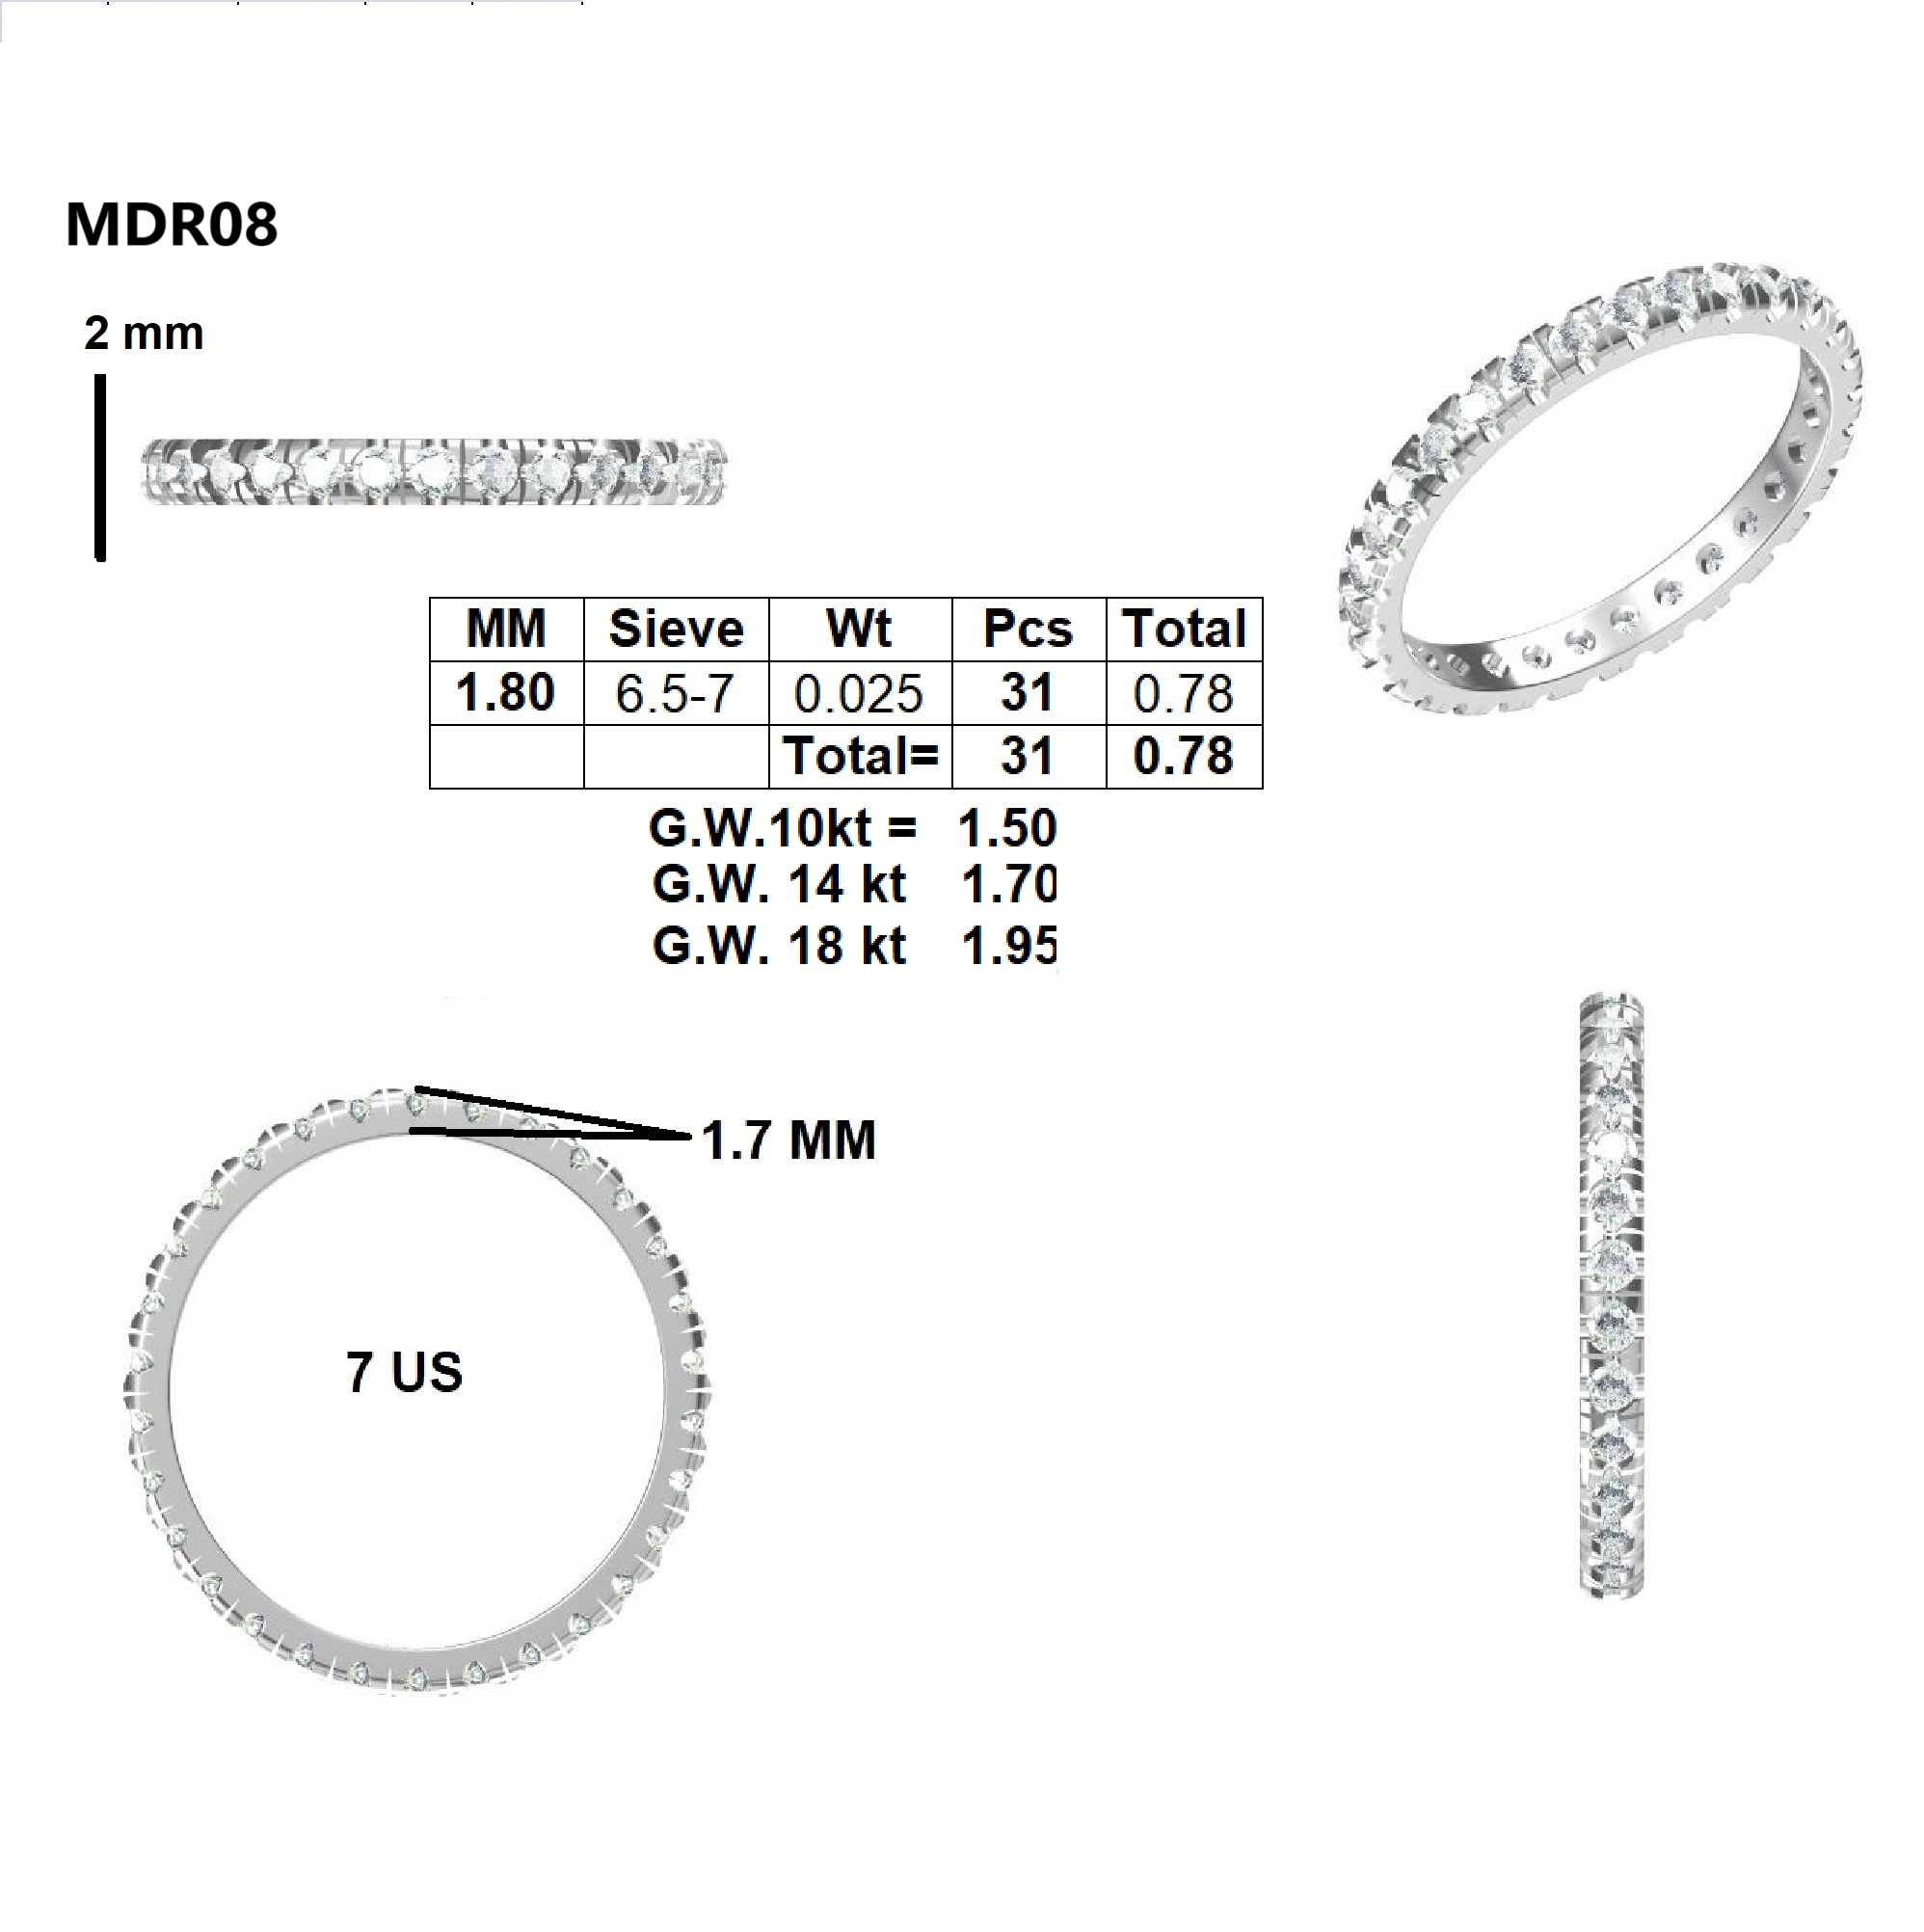 MDR08
2 mm
MM Sieve Wt Pcs Total
1.80 6.5-7 0.025 31 0.78
Total= 31 0.78
G.W.10kt = 1.50
G.W. 14 kt 1.70
G.W. 18 kt 1.95
1.7 MM
7 US